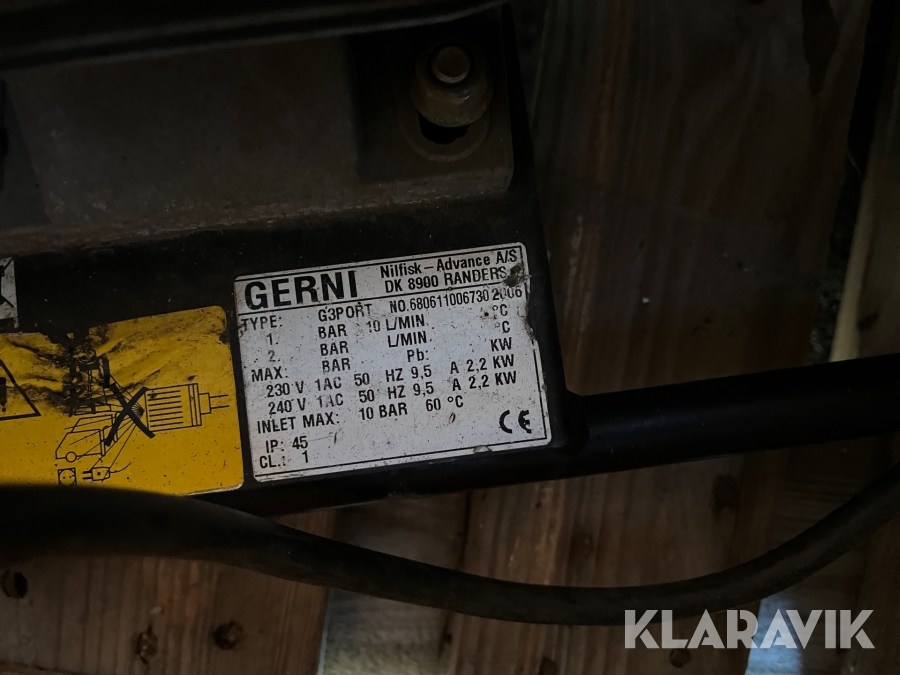 GERNI Nilfisk-Advance A/S
DK 8900 RANDERS
TYPE: G3PORT NO.680611006730 2006
1. BAR 10 L/MIN. °C
2. BAR L/MIN. °C
MAX: BAR Pb: KW
230 V 1AC 50 HZ 9,5 A 2,2 KW
240 V 1AC 50 HZ 9,5 A 2,2 KW
INLET MAX: 10 BAR 60 °C
IP: 45
CL.: 1
CE
KLARAVIK